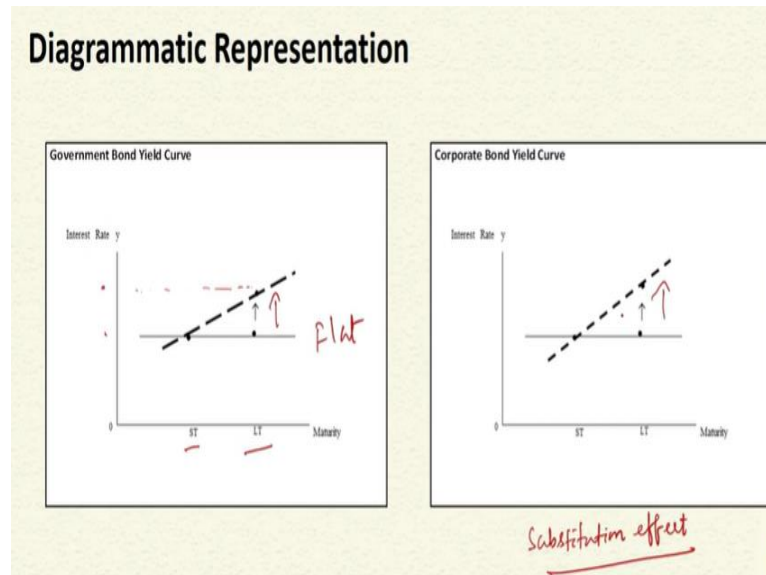 Diagrammatic Representation
Government Bond Yield Curve
Interest Rate y
Flat
0
ST
LT
Maturity
Corporate Bond Yield Curve
Interest Rate y
0
ST
LT
Maturity
Substitution effect